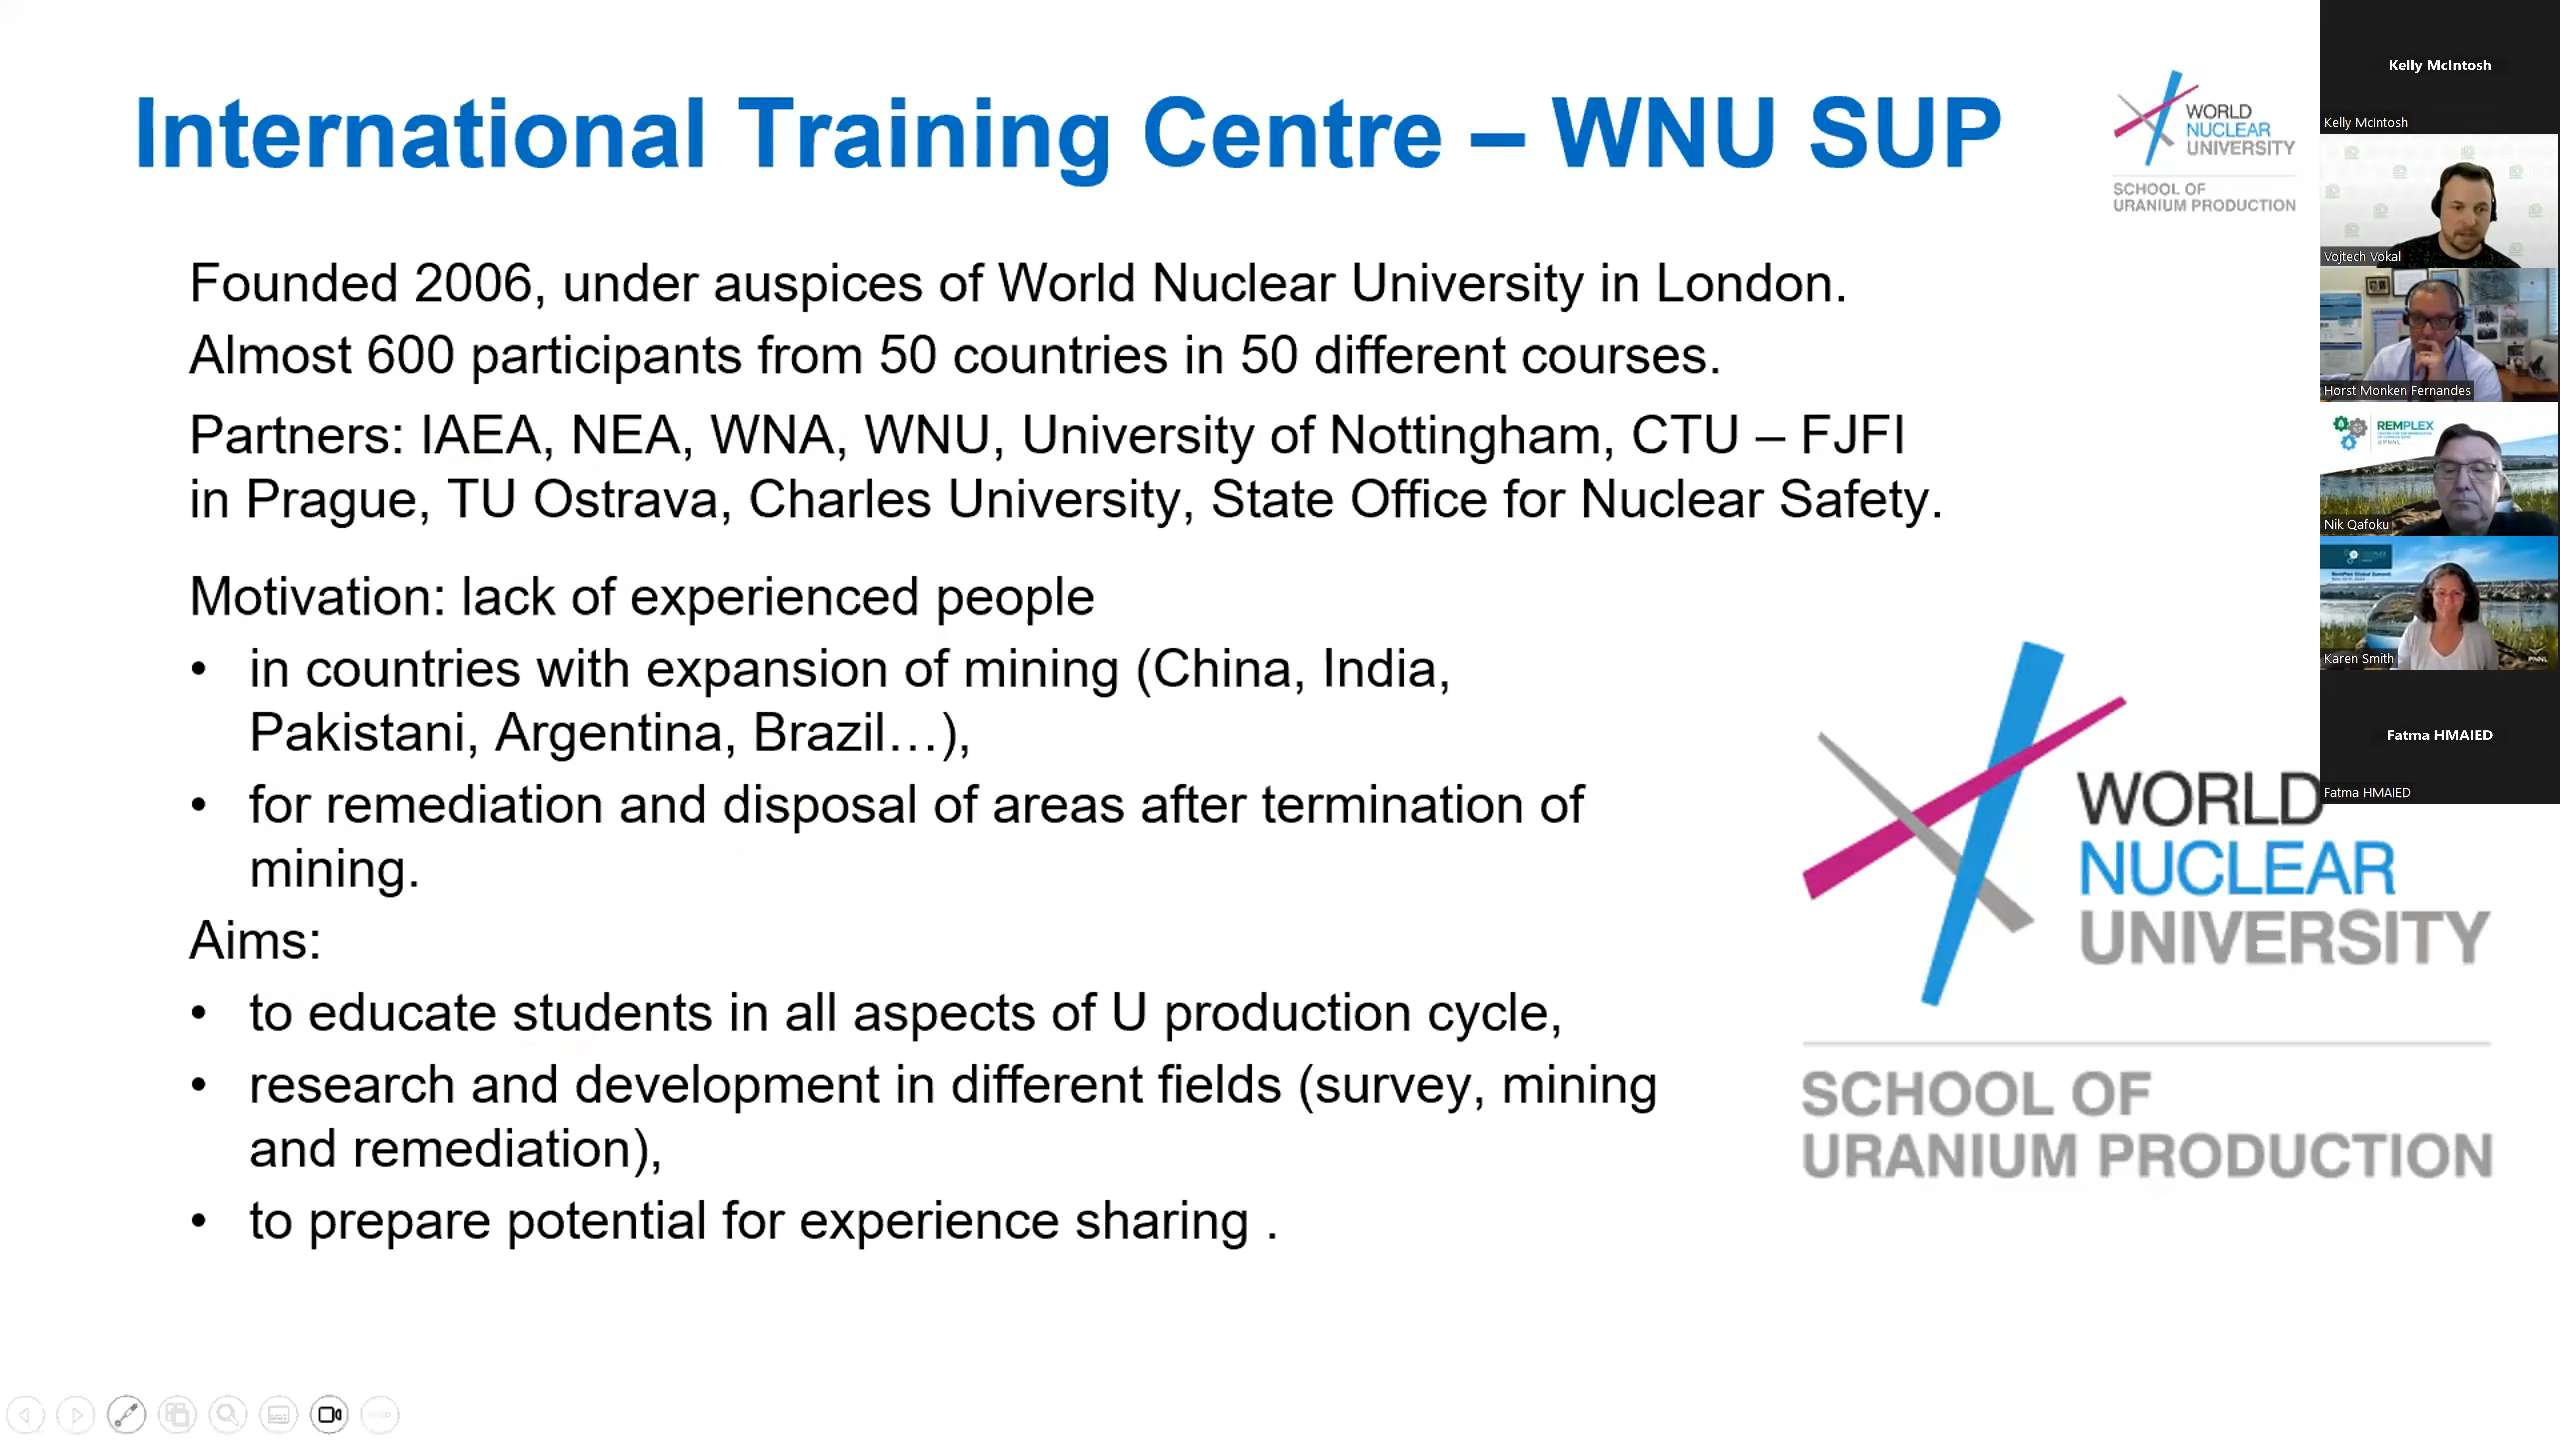 International Training Centre – WNU SUP
WORLD
NUCLEAR
UNIVERSITY
SCHOOL OF
URANIUM PRODUCTION
Founded 2006, under auspices of World Nuclear University in London.
Almost 600 participants from 50 countries in 50 different courses.
Partners: IAEA, NEA, WNA, WNU, University of Nottingham, CTU – FJFI
in Prague, TU Ostrava, Charles University, State Office for Nuclear Safety.
Motivation: lack of experienced people
• in countries with expansion of mining (China, India,
Pakistani, Argentina, Brazil…),
• for remediation and disposal of areas after termination of
mining.
Aims:
• to educate students in all aspects of U production cycle,
• research and development in different fields (survey, mining
and remediation),
• to prepare potential for experience sharing .
WORLD
NUCLEAR
UNIVERSITY
SCHOOL OF
URANIUM PRODUCTION
Kelly McIntosh
Kelly McIntosh
Vojtech Vokal
Horst Monken Fernandes
REMPLEX
@PNNL
Nik Qafoku
Karen Smith
PNNL
Fatma HMAIED
Fatma HMAIED